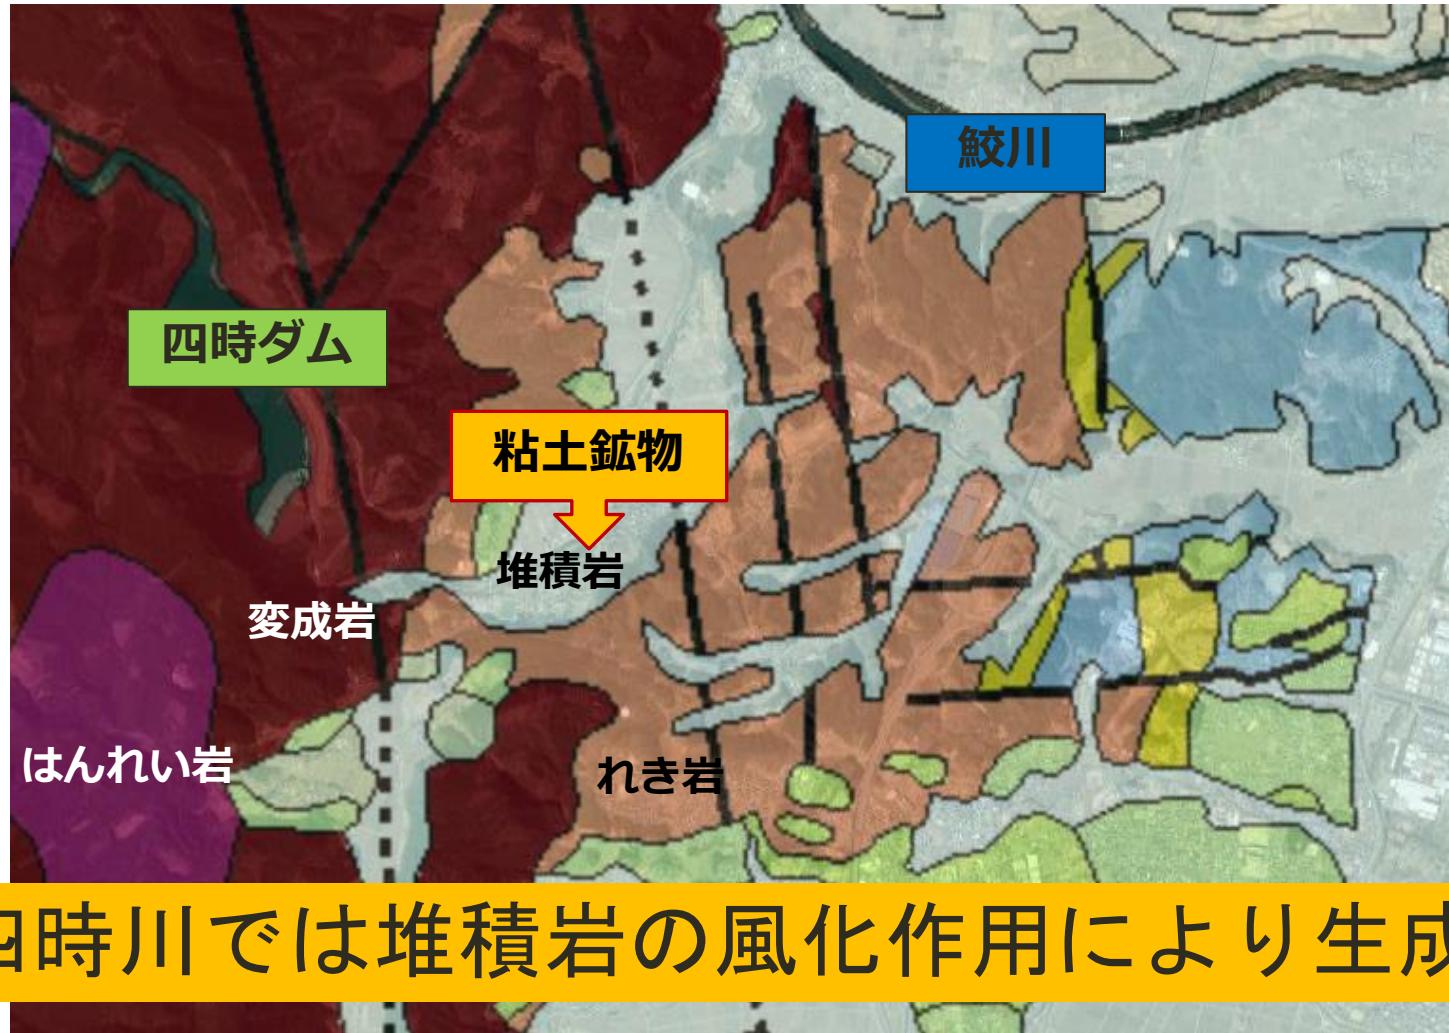 鮫川
四時ダム
粘土鉱物
堆積岩
変成岩
はんれい岩
れき岩
四時川では堆積岩の風化作用により生成